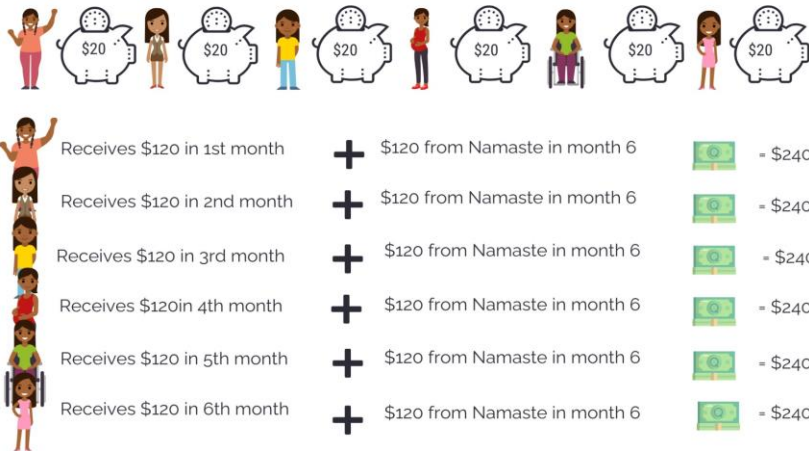 $20 $20 $20 $20 $20 $20
Receives $120 in 1st month + $120 from Namaste in month 6 = $240
Receives $120 in 2nd month + $120 from Namaste in month 6 = $240
Receives $120 in 3rd month + $120 from Namaste in month 6 = $240
Receives $120in 4th month + $120 from Namaste in month 6 = $240
Receives $120 in 5th month + $120 from Namaste in month 6 = $240
Receives $120 in 6th month + $120 from Namaste in month 6 = $240